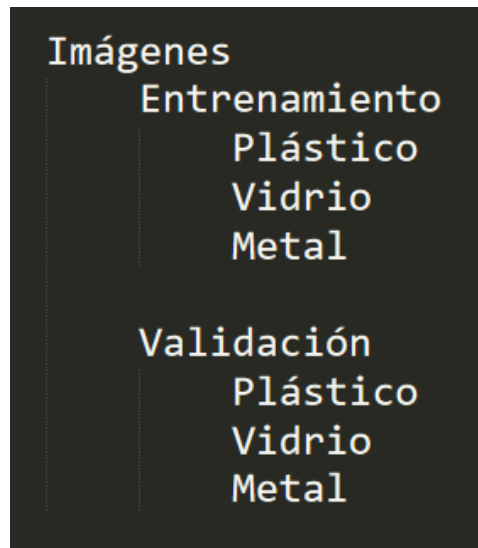 Imágenes
Entrenamiento
Plástico
Vidrio
Metal
Validación
Plástico
Vidrio
Metal